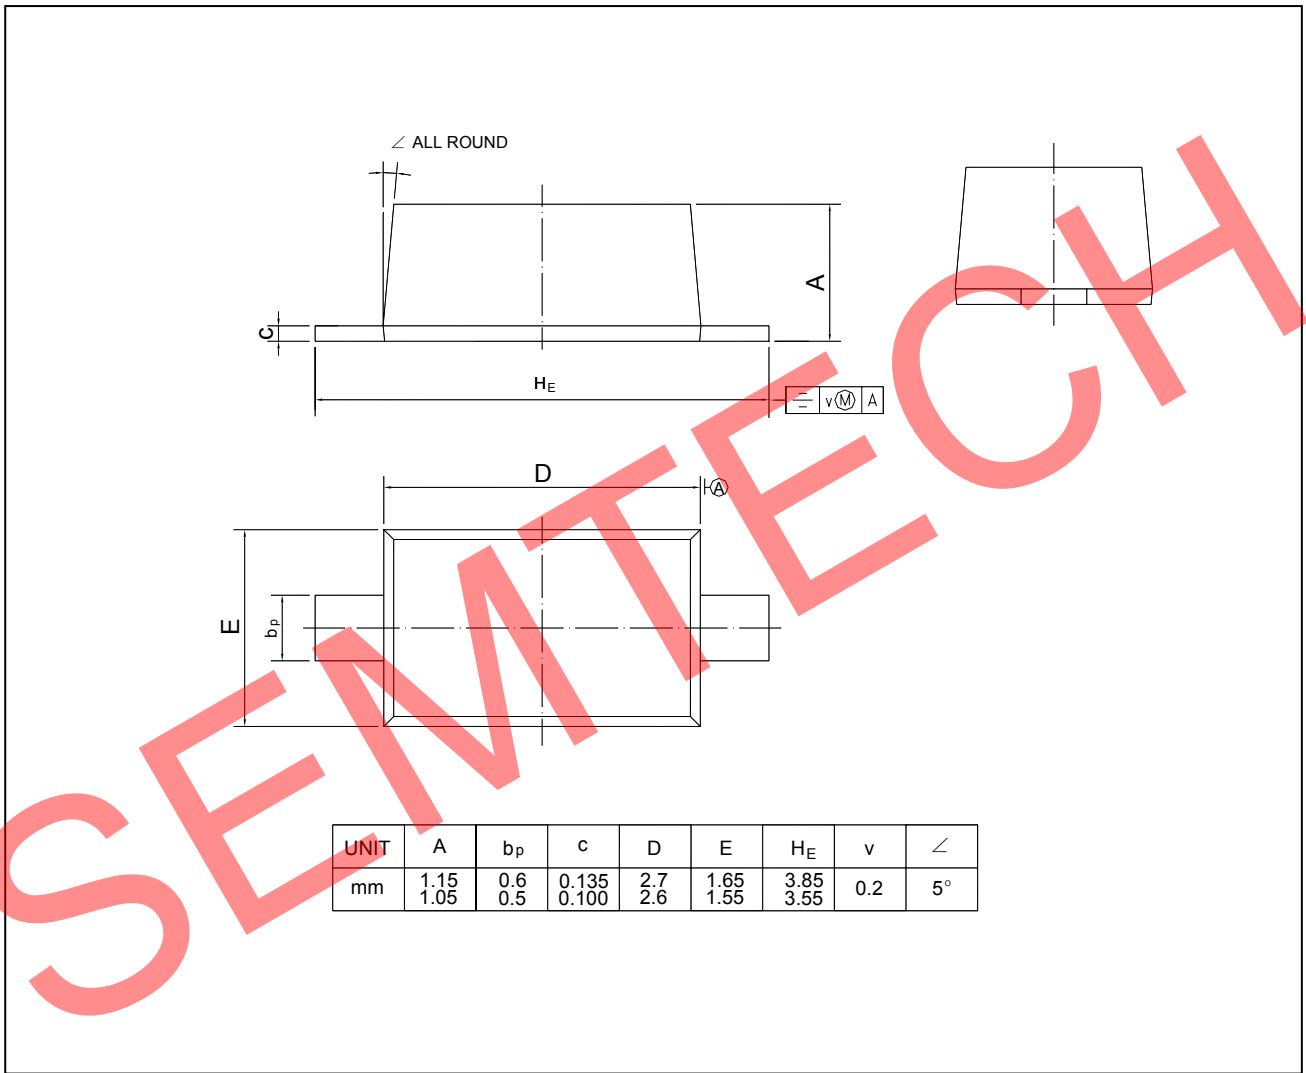 ∠ ALL ROUND
A
c
HE
v Ⓜ A
D
Ⓐ
E
bp
UNIT A bp c D E HE v ∠
mm 1.15 0.6 0.135 2.7 1.65 3.85 0.2 5°
1.05 0.5 0.100 2.6 1.55 3.55
SEMTECH